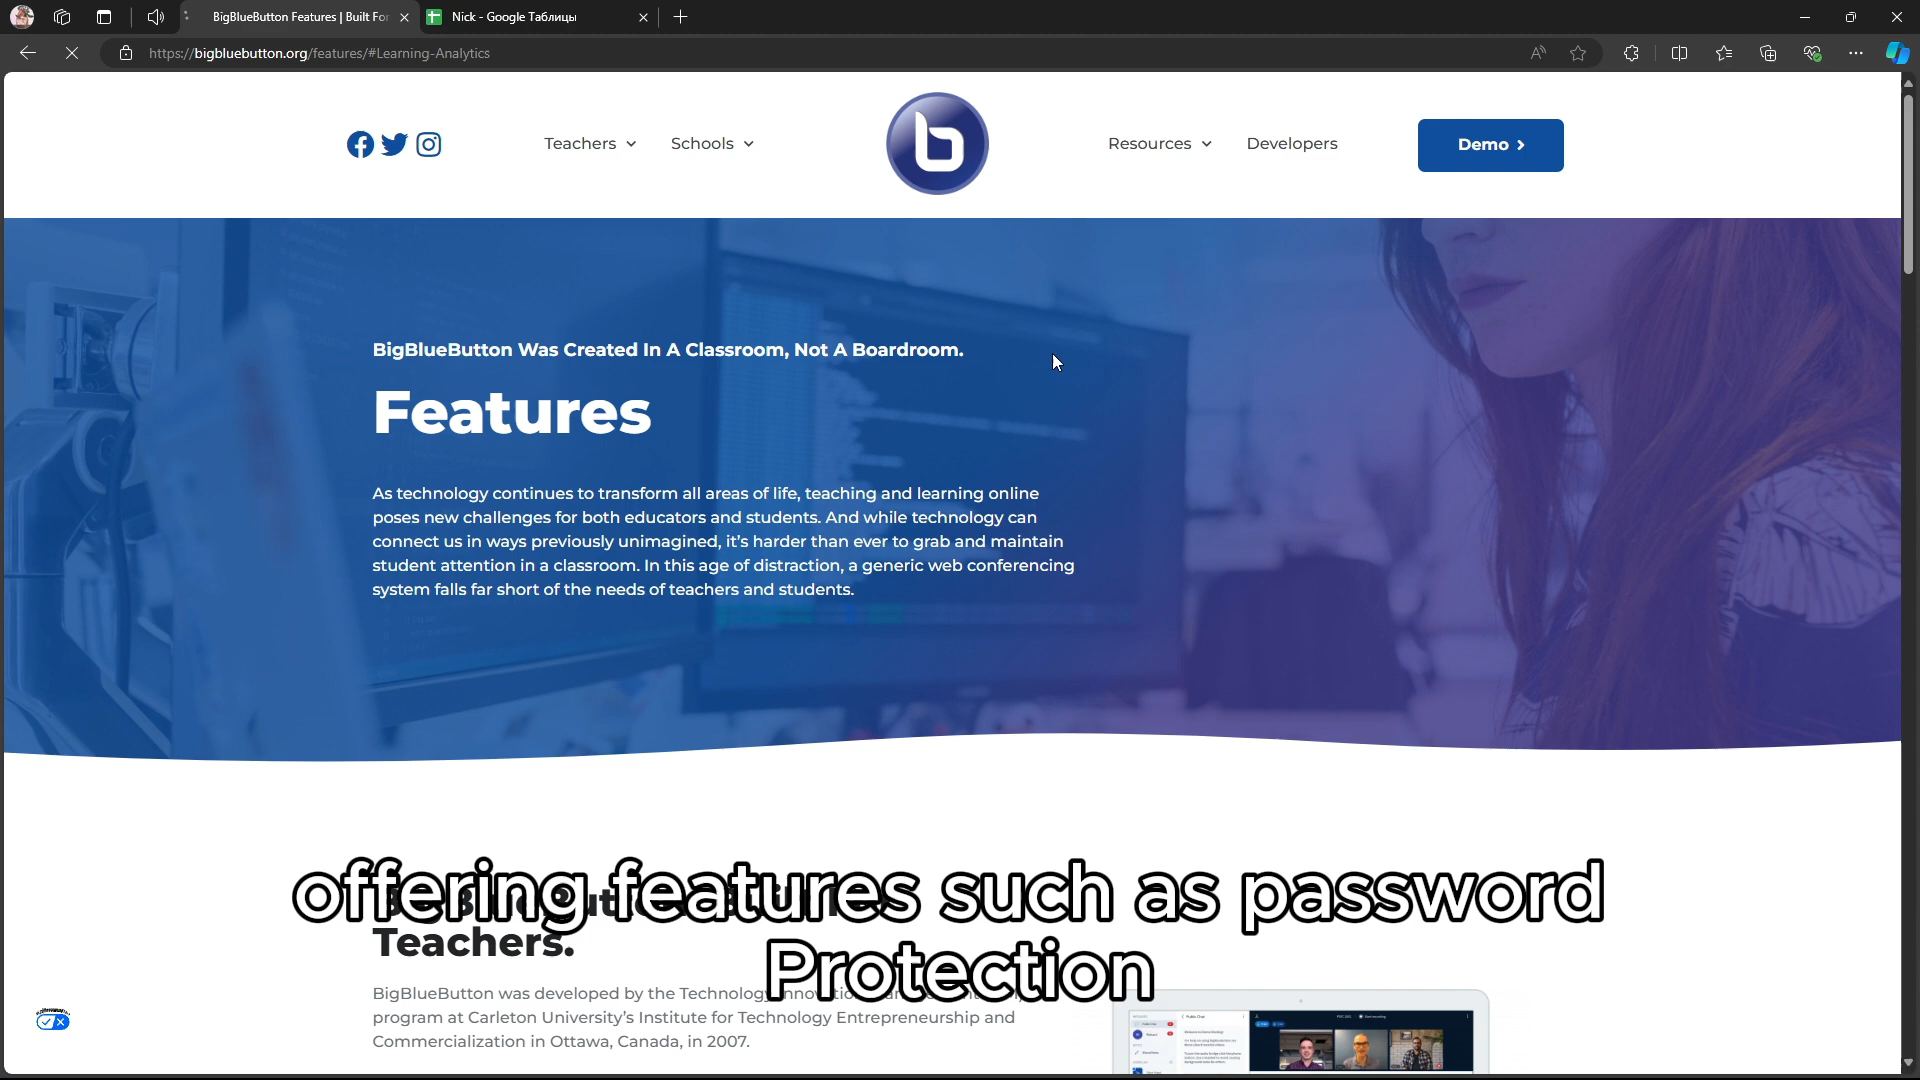 BigBlueButton Features | Built For
Nick - Google Таблицы
https://bigbluebutton.org/features/#Learning-Analytics
Teachers
Schools
b
Resources
Developers
Demo
BigBlueButton Was Created In A Classroom, Not A Boardroom.
Features
As technology continues to transform all areas of life, teaching and learning online
poses new challenges for both educators and students. And while technology can
connect us in ways previously unimagined, it's harder than ever to grab and maintain
student attention in a classroom. In this age of distraction, a generic web conferencing
system falls far short of the needs of teachers and students.
offering features such as password
Protection
Teachers.
BigBlueButton was developed by the Technology
program at Carleton University's Institute for Technology Entrepreneurship and
Commercialization in Ottawa, Canada, in 2007.
Public Chat